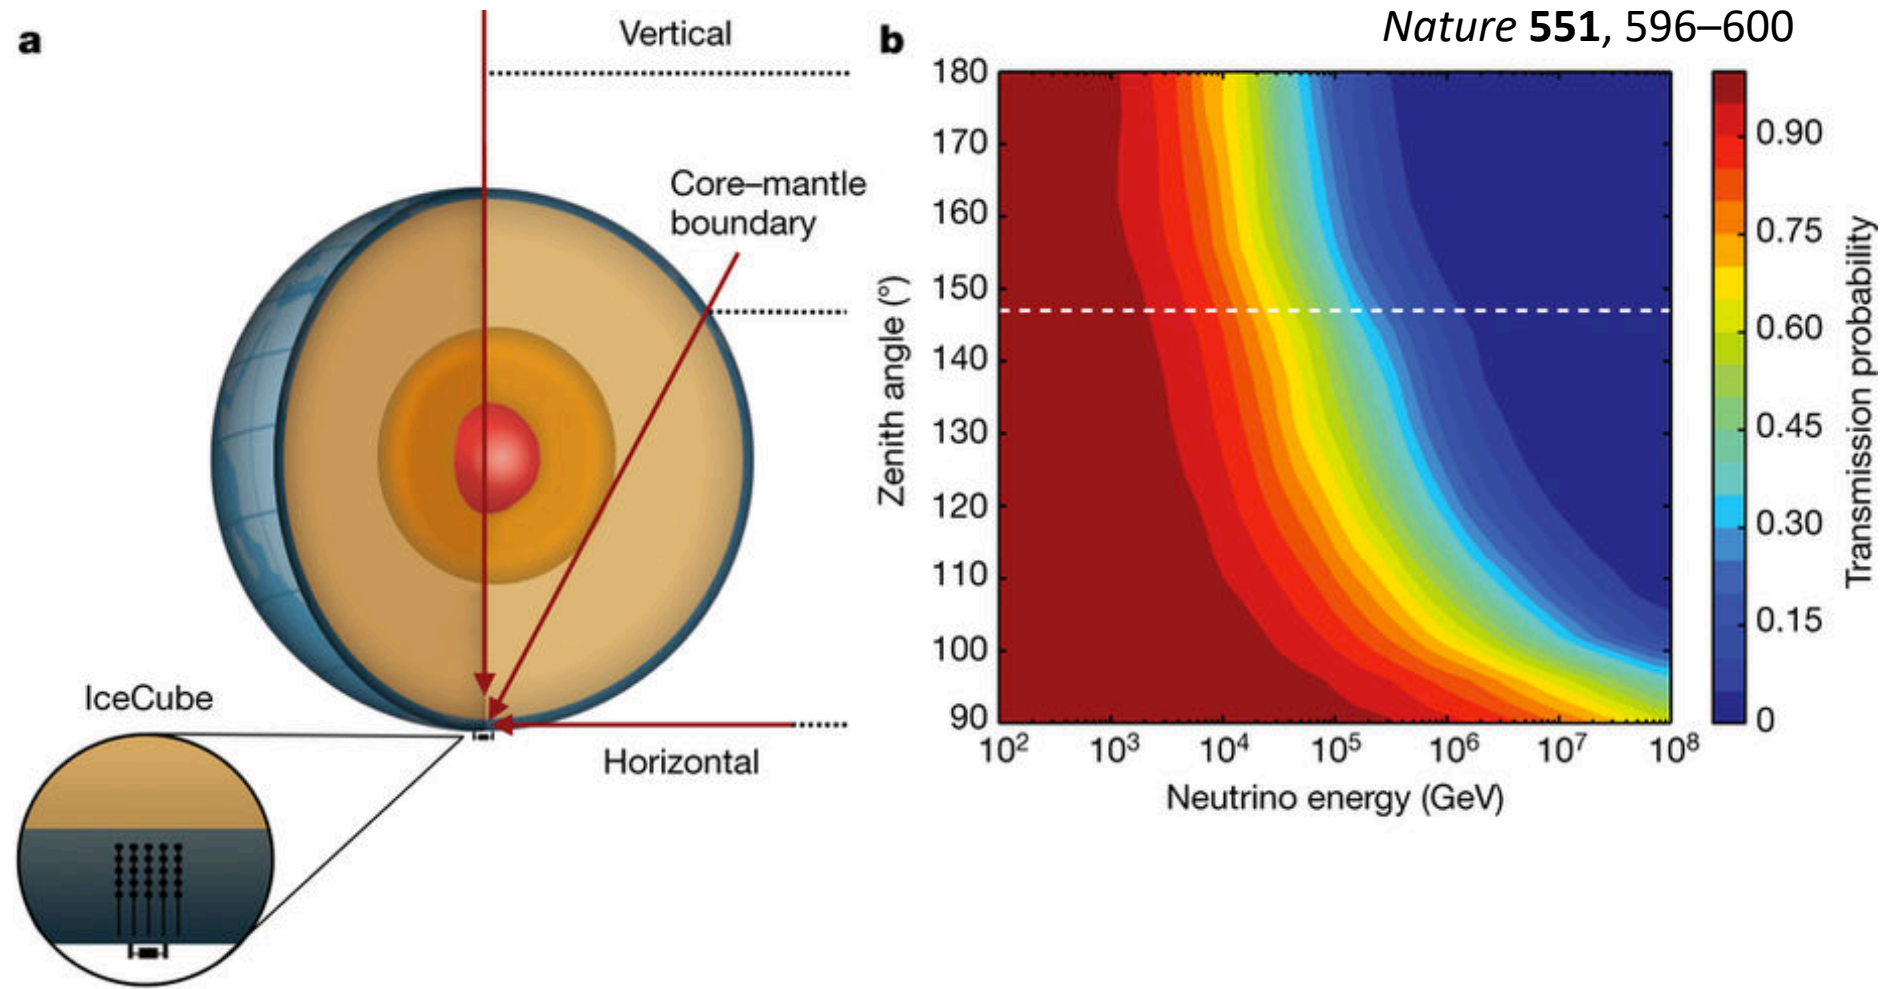 Nature 551, 596–600
a
Vertical
Core–mantle
boundary
IceCube
Horizontal
b
180
170
160
150
140
130
120
110
100
90
Zenith angle (°)
10² 10³ 10⁴ 10⁵ 10⁶ 10⁷ 10⁸
Neutrino energy (GeV)
0.90
0.75
0.60
0.45
0.30
0.15
0
Transmission probability